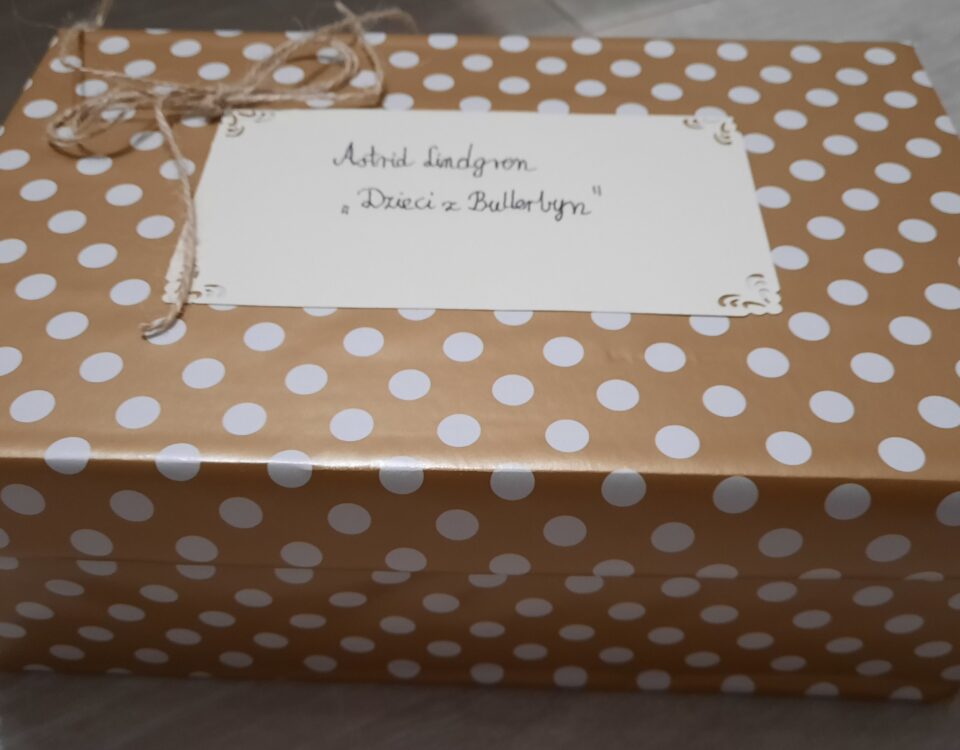 Astrid Lindgren
„Dzieci z Bullerbyn"